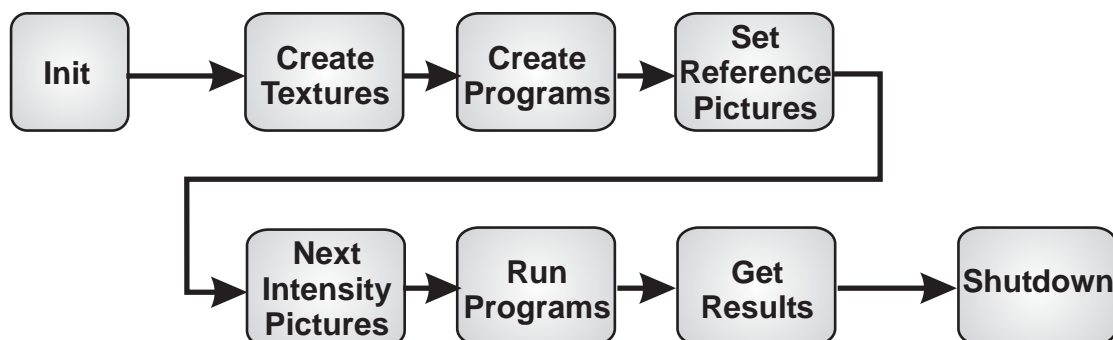 Init
Create
Textures
Create
Programs
Set
Reference
Pictures
Next
Intensity
Pictures
Run
Programs
Get
Results
Shutdown